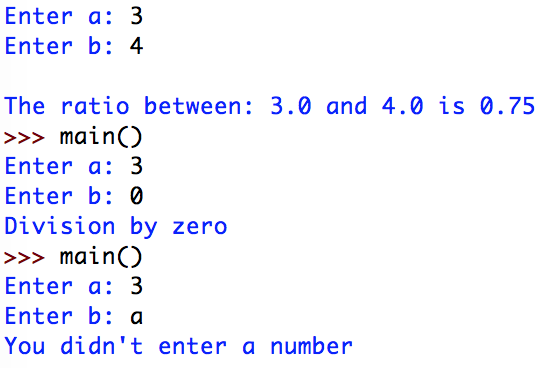 Enter a: 3
Enter b: 4
The ratio between: 3.0 and 4.0 is 0.75
>>> main()
Enter a: 3
Enter b: 0
Division by zero
>>> main()
Enter a: 3
Enter b: a
You didn't enter a number